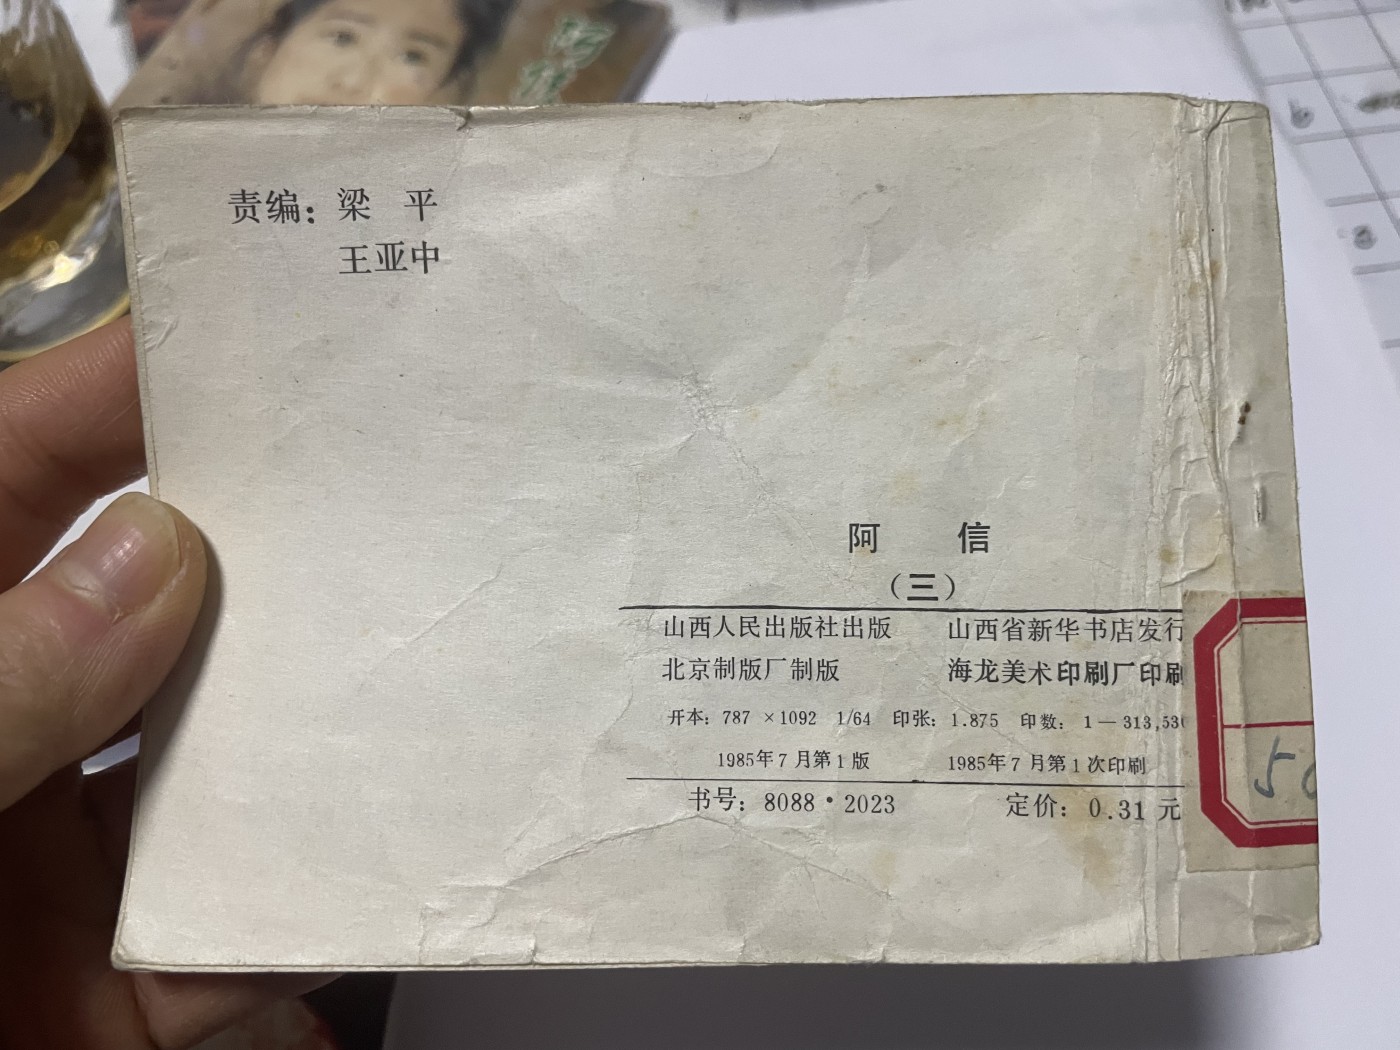 责编：梁　平
王亚中
阿　信
（三）
山西人民出版社出版　山西省新华书店发行
北京制版厂制版　海龙美术印刷厂印刷
开本：787×1092　1/64　印张：1.875　印数：1—313,530
1985年7月第1版　1985年7月第1次印刷
书号：8088·2023　定价：0.31元